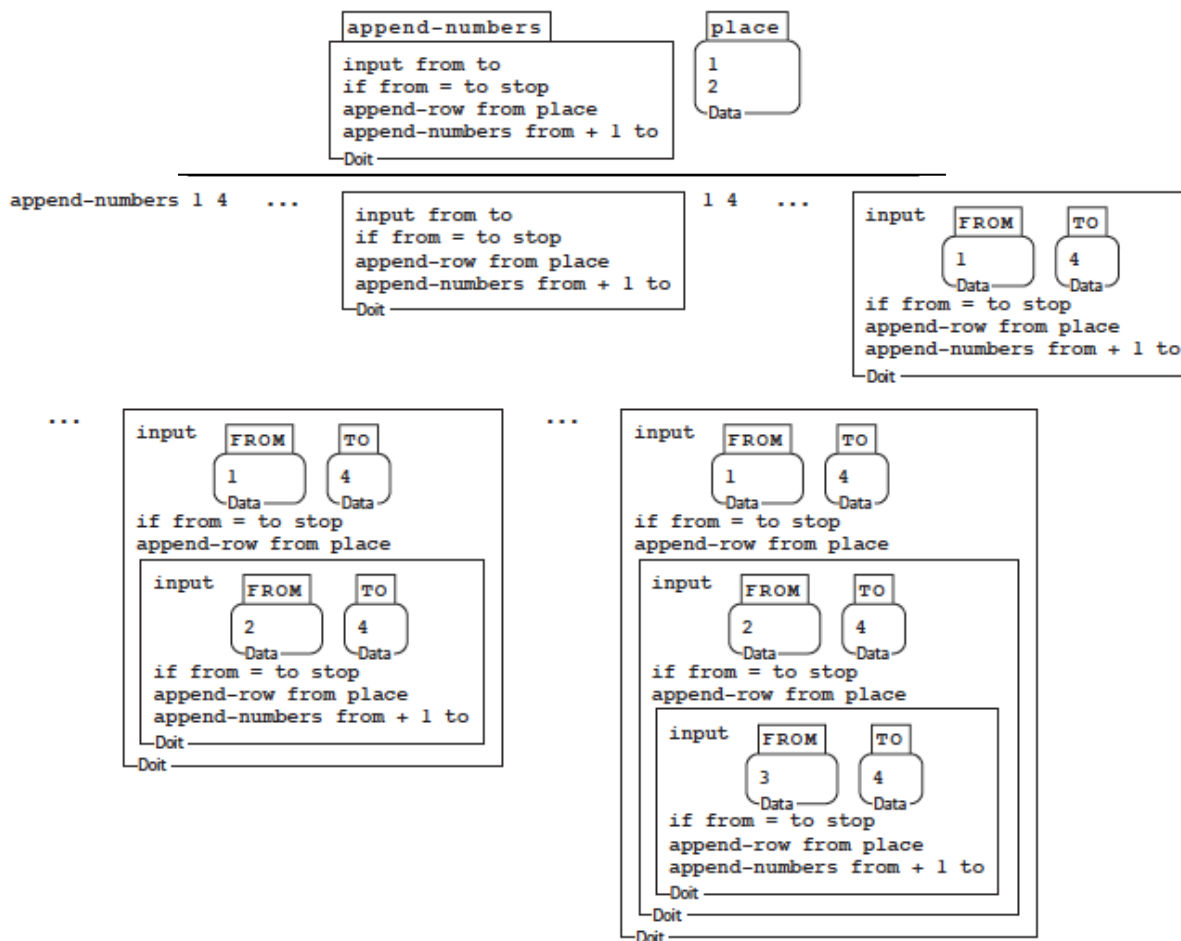 append-numbers place
input from to
if from = to stop
append-row from place
append-numbers from + 1 to
Doit
1
2
Data
append-numbers 1 4 ...
input from to
if from = to stop
append-row from place
append-numbers from + 1 to
Doit
1 4 ...
input FROM TO
1 4
Data Data
if from = to stop
append-row from place
append-numbers from + 1 to
Doit
...
input FROM TO
1 4
Data Data
if from = to stop
append-row from place
input FROM TO
2 4
Data Data
if from = to stop
append-row from place
append-numbers from + 1 to
Doit
Doit
...
input FROM TO
1 4
Data Data
if from = to stop
append-row from place
input FROM TO
2 4
Data Data
if from = to stop
append-row from place
input FROM TO
3 4
Data Data
if from = to stop
append-row from place
append-numbers from + 1 to
Doit
Doit
Doit